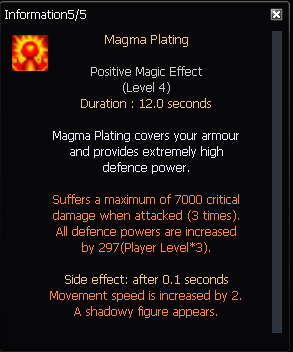 Information5/5
Magma Plating
Positive Magic Effect
(Level 4)
Duration : 12.0 seconds
Magma Plating covers your armour
and provides extremely high
defence power.
Suffers a maximum of 7000 critical
damage when attacked (3 times).
All defence powers are increased
by 297(Player Level*3).
Side effect: after 0.1 seconds
Movement speed is increased by 2.
A shadowy figure appears.